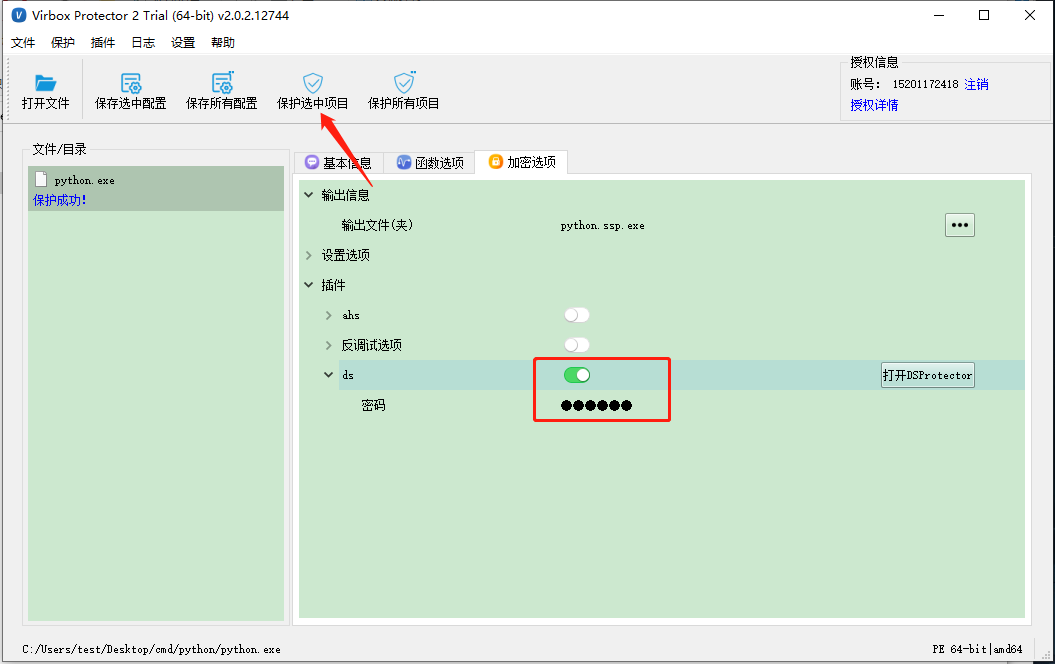 Virbox Protector 2 Trial (64-bit) v2.0.2.12744
文件 保护 插件 日志 设置 帮助
打开文件 保存选中配置 保存所有配置 保护选中项目 保护所有项目
授权信息
账号: 15201172418 注销
授权详情
文件/目录
python.exe
保护成功!
基本信息 函数选项 加密选项
输出信息
输出文件(夹) python.ssp.exe
设置选项
插件
ahs
反调试选项
ds 打开DSProtector
密码 ●●●●●●
C:/Users/test/Desktop/cmd/python/python.exe PE 64-bit|amd64